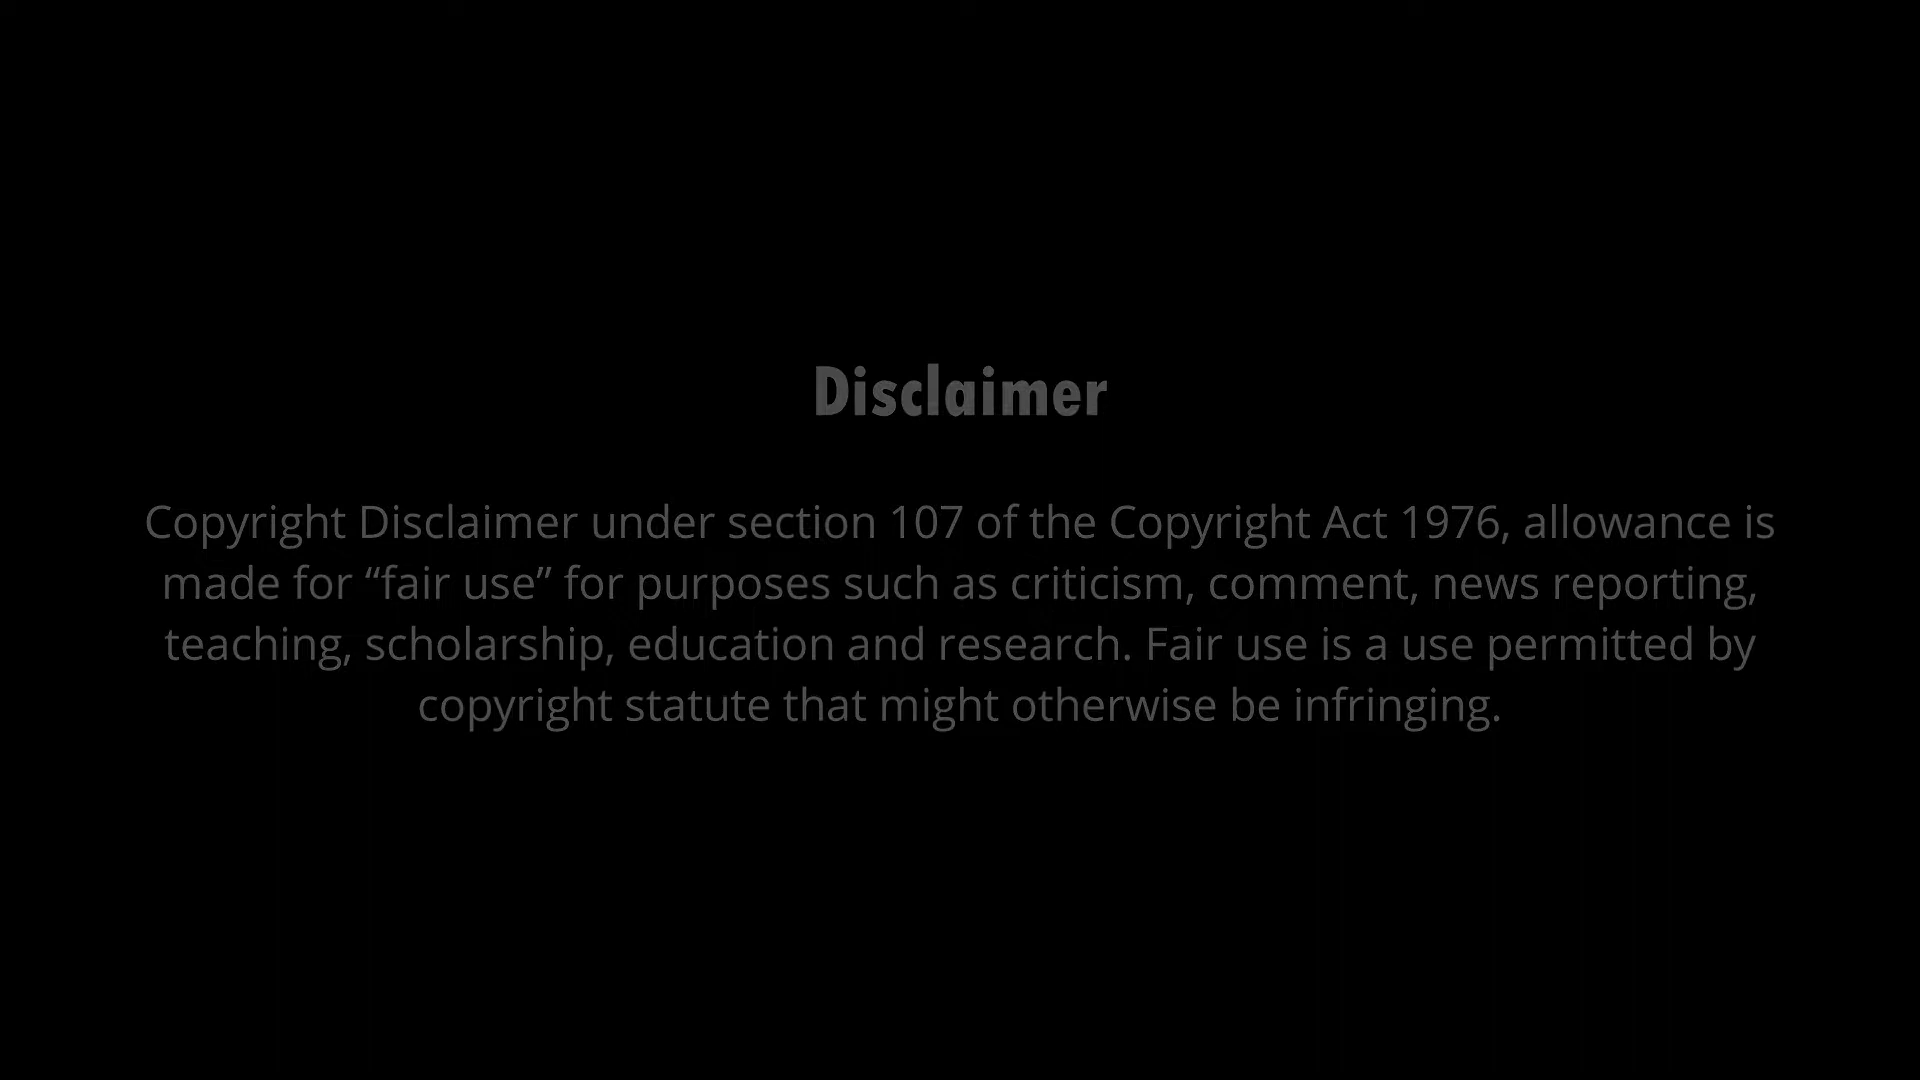 Disclaimer
Copyright Disclaimer under section 107 of the Copyright Act 1976, allowance is
made for “fair use” for purposes such as criticism, comment, news reporting,
teaching, scholarship, education and research. Fair use is a use permitted by
copyright statute that might otherwise be infringing.